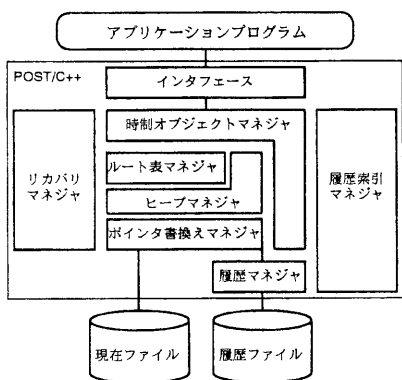 アプリケーションプログラム
POST/C++
インタフェース
時制オブジェクトマネジャ
リカバリ
マネジャ
ルート表マネジャ
履歴索引
マネジャ
ヒープマネジャ
ポインタ書換えマネジャ
履歴マネジャ
現在ファイル
履歴ファイル